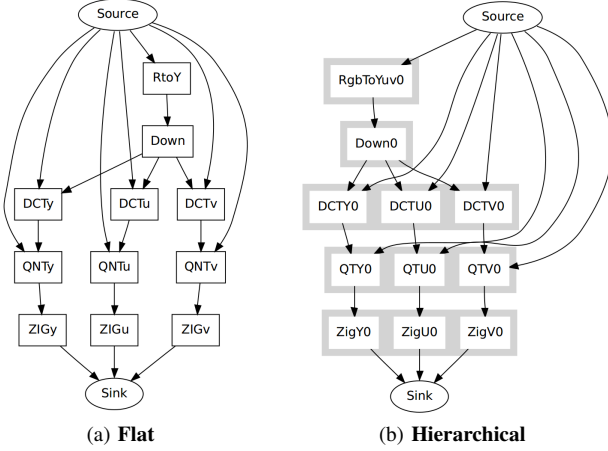 Source
RtoY
Down
DCTy DCTu DCTv
QNTy QNTu QNTv
ZIGy ZIGu ZIGv
Sink
(a) Flat
Source
RgbToYuv0
Down0
DCTY0 DCTU0 DCTV0
QTY0 QTU0 QTV0
ZigY0 ZigU0 ZigV0
Sink
(b) Hierarchical